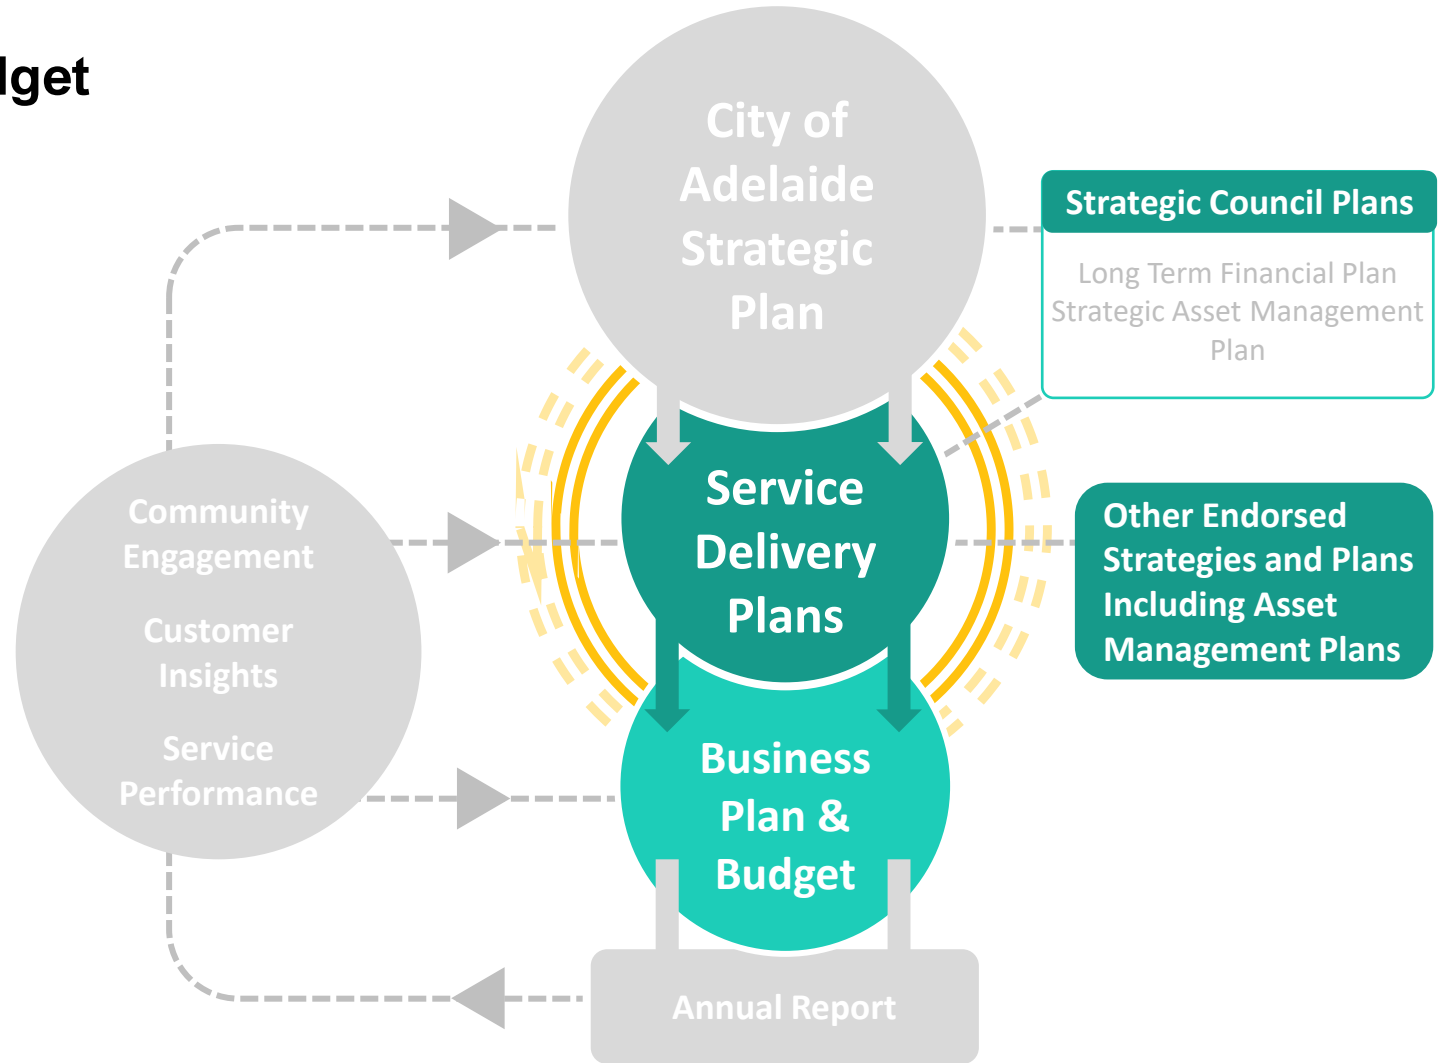 City of
Adelaide
Strategic
Plan
Strategic Council Plans
Long Term Financial Plan
Strategic Asset Management
Plan
Community
Engagement
Customer
Insights
Service
Performance
Service
Delivery
Plans
Other Endorsed
Strategies and Plans
Including Asset
Management Plans
Business
Plan &
Budget
Annual Report